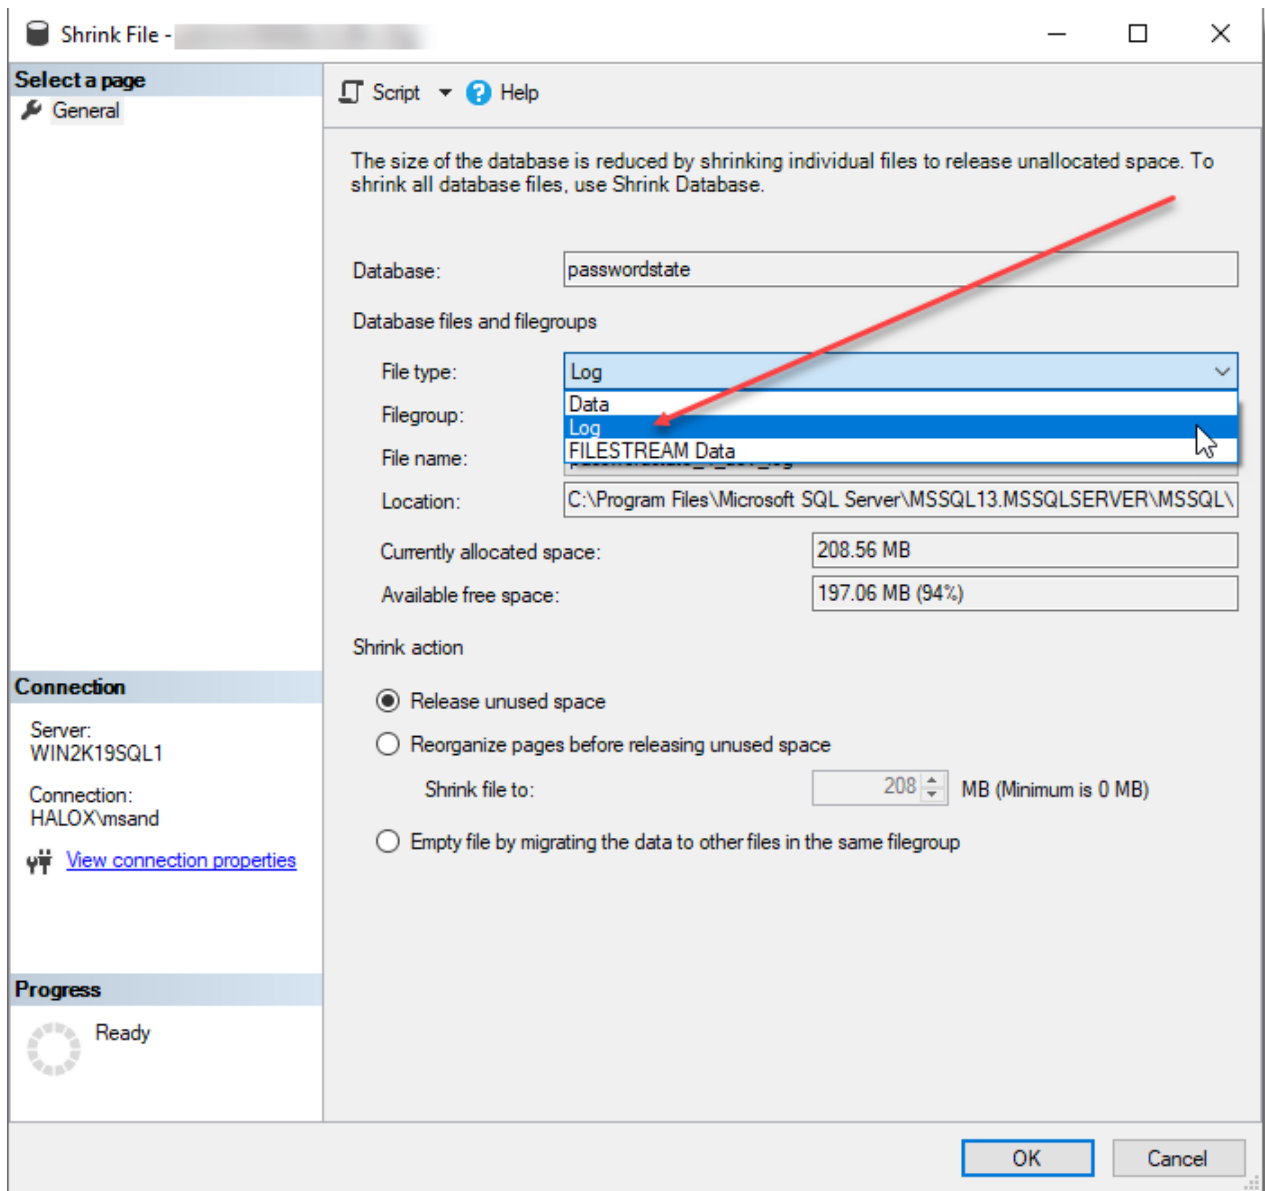 Shrink File -
Select a page
General
Script Help
The size of the database is reduced by shrinking individual files to release unallocated space. To
shrink all database files, use Shrink Database.
Database: passwordstate
Database files and filegroups
File type: Log
Data
Filegroup:
Log
FILESTREAM Data
File name:
Location: C:\Program Files\Microsoft SQL Server\MSSQL13.MSSQLSERVER\MSSQL\
Currently allocated space: 208.56 MB
Available free space: 197.06 MB (94%)
Shrink action
Release unused space
Reorganize pages before releasing unused space
Shrink file to: 208 MB (Minimum is 0 MB)
Empty file by migrating the data to other files in the same filegroup
Connection
Server:
WIN2K19SQL1
Connection:
HALOX\msand
View connection properties
Progress
Ready
OK Cancel